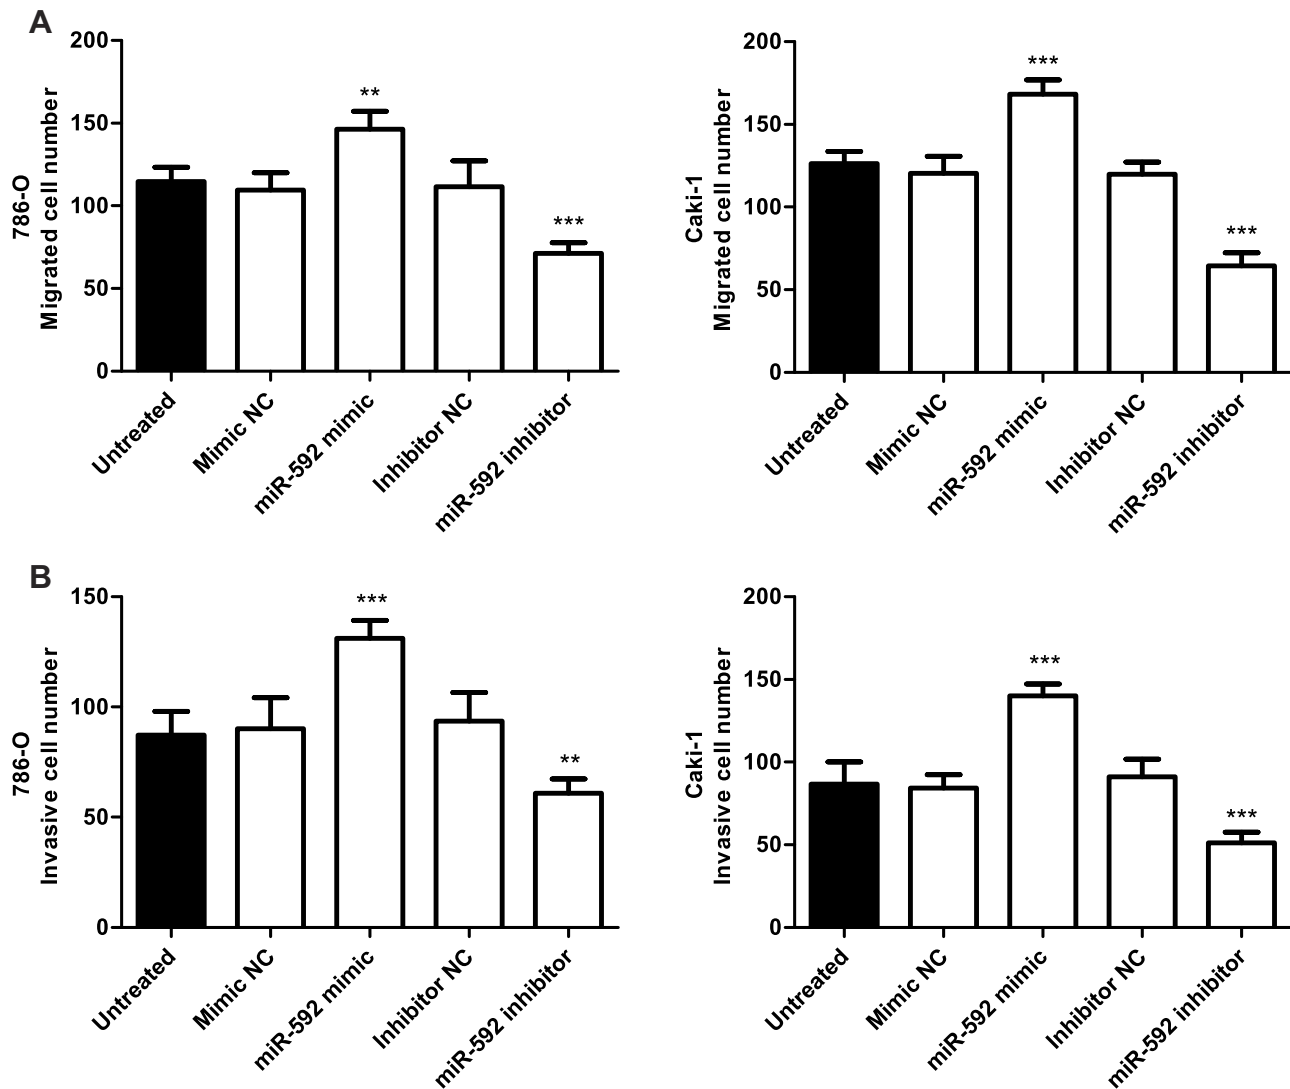 A
786-O
Migrated cell number
200
150
100
50
0
**
***
Untreated
Mimic NC
miR-592 mimic
Inhibitor NC
miR-592 inhibitor
Caki-1
Migrated cell number
200
150
100
50
0
***
***
Untreated
Mimic NC
miR-592 mimic
Inhibitor NC
miR-592 inhibitor
B
786-O
Invasive cell number
150
100
50
0
***
**
Untreated
Mimic NC
miR-592 mimic
Inhibitor NC
miR-592 inhibitor
Caki-1
Invasive cell number
200
150
100
50
0
***
***
Untreated
Mimic NC
miR-592 mimic
Inhibitor NC
miR-592 inhibitor